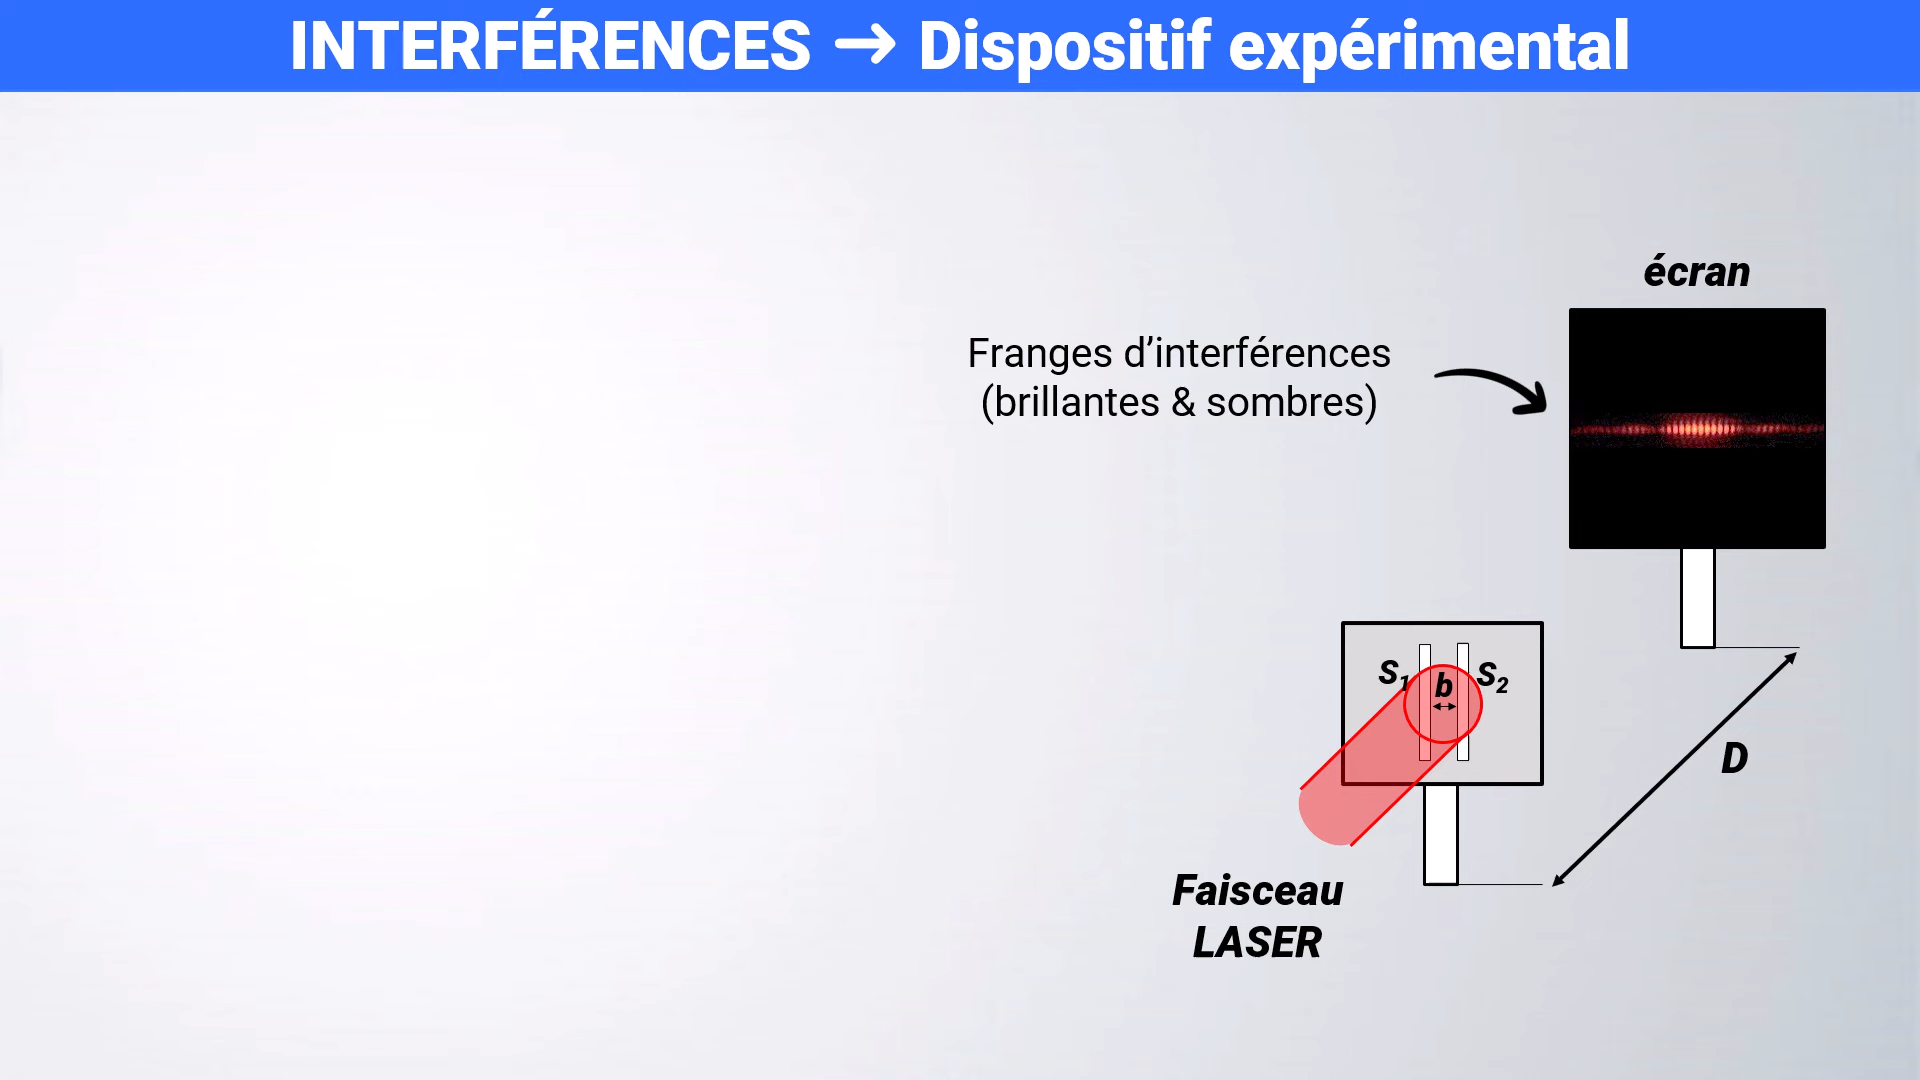 INTERFÉRENCES → Dispositif expérimental
écran
Franges d’interférences
(brillantes & sombres)
S1 b S2
D
Faisceau
LASER